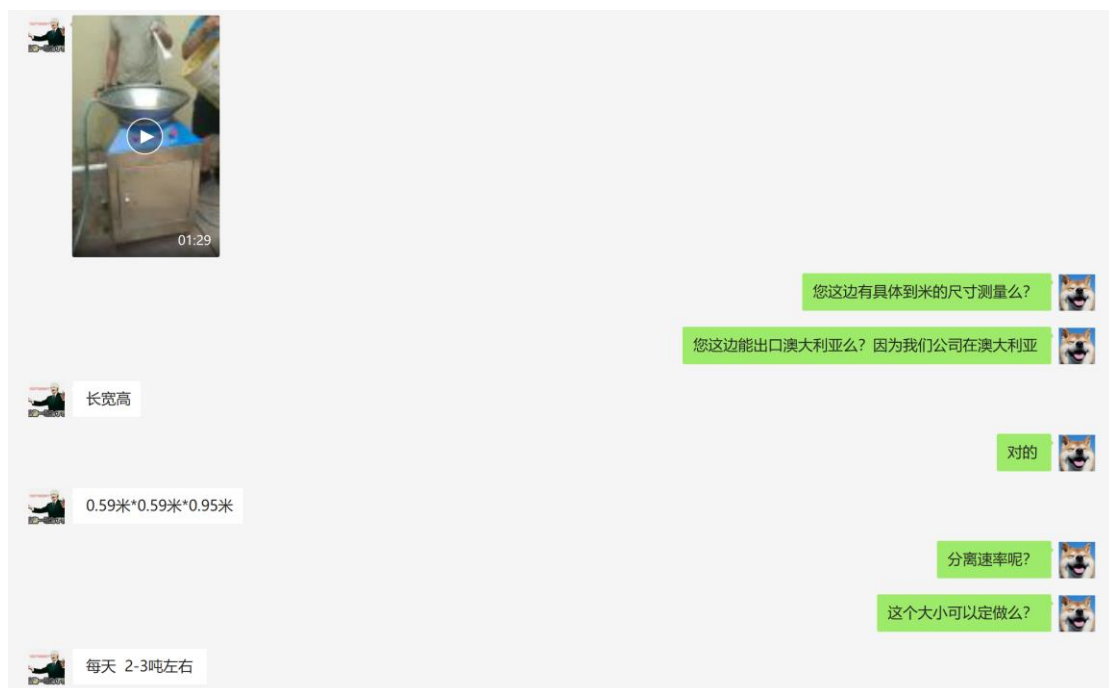 01:29
您这边有具体到米的尺寸测量么？
您这边能出口澳大利亚么？因为我们公司在澳大利亚
长宽高
对的
0.59米*0.59米*0.95米
分离速率呢？
这个大小可以定做么？
每天 2-3吨左右